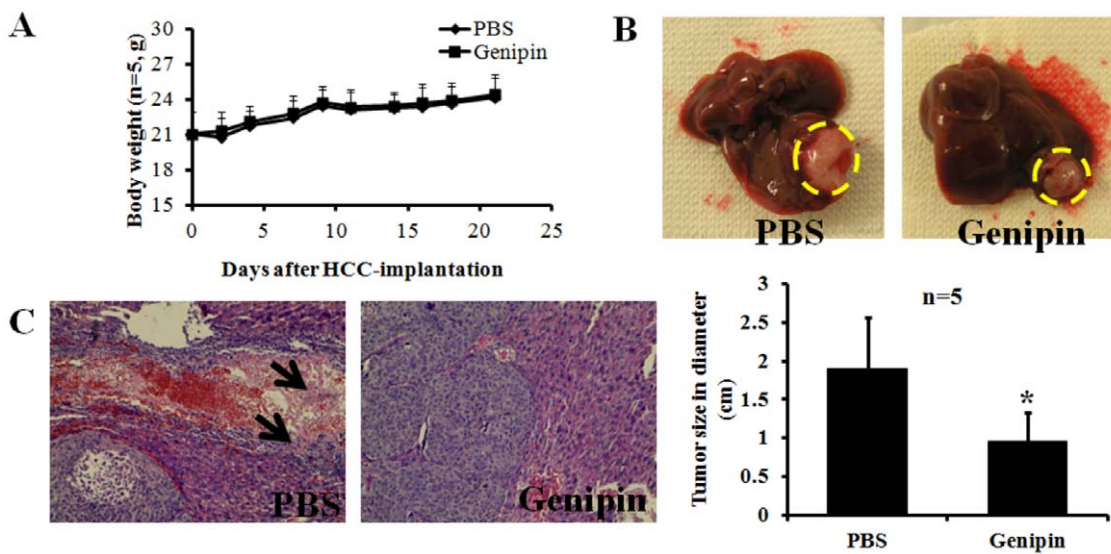 A
PBS
Genipin
Body weight (n=5, g)
30
27
24
21
18
15
0
5
10
15
20
25
Days after HCC-implantation
B
PBS
Genipin
C
PBS
Genipin
n=5
Tumor size in diameter
(cm)
3
2.5
2
1.5
1
0.5
0
*
PBS
Genipin